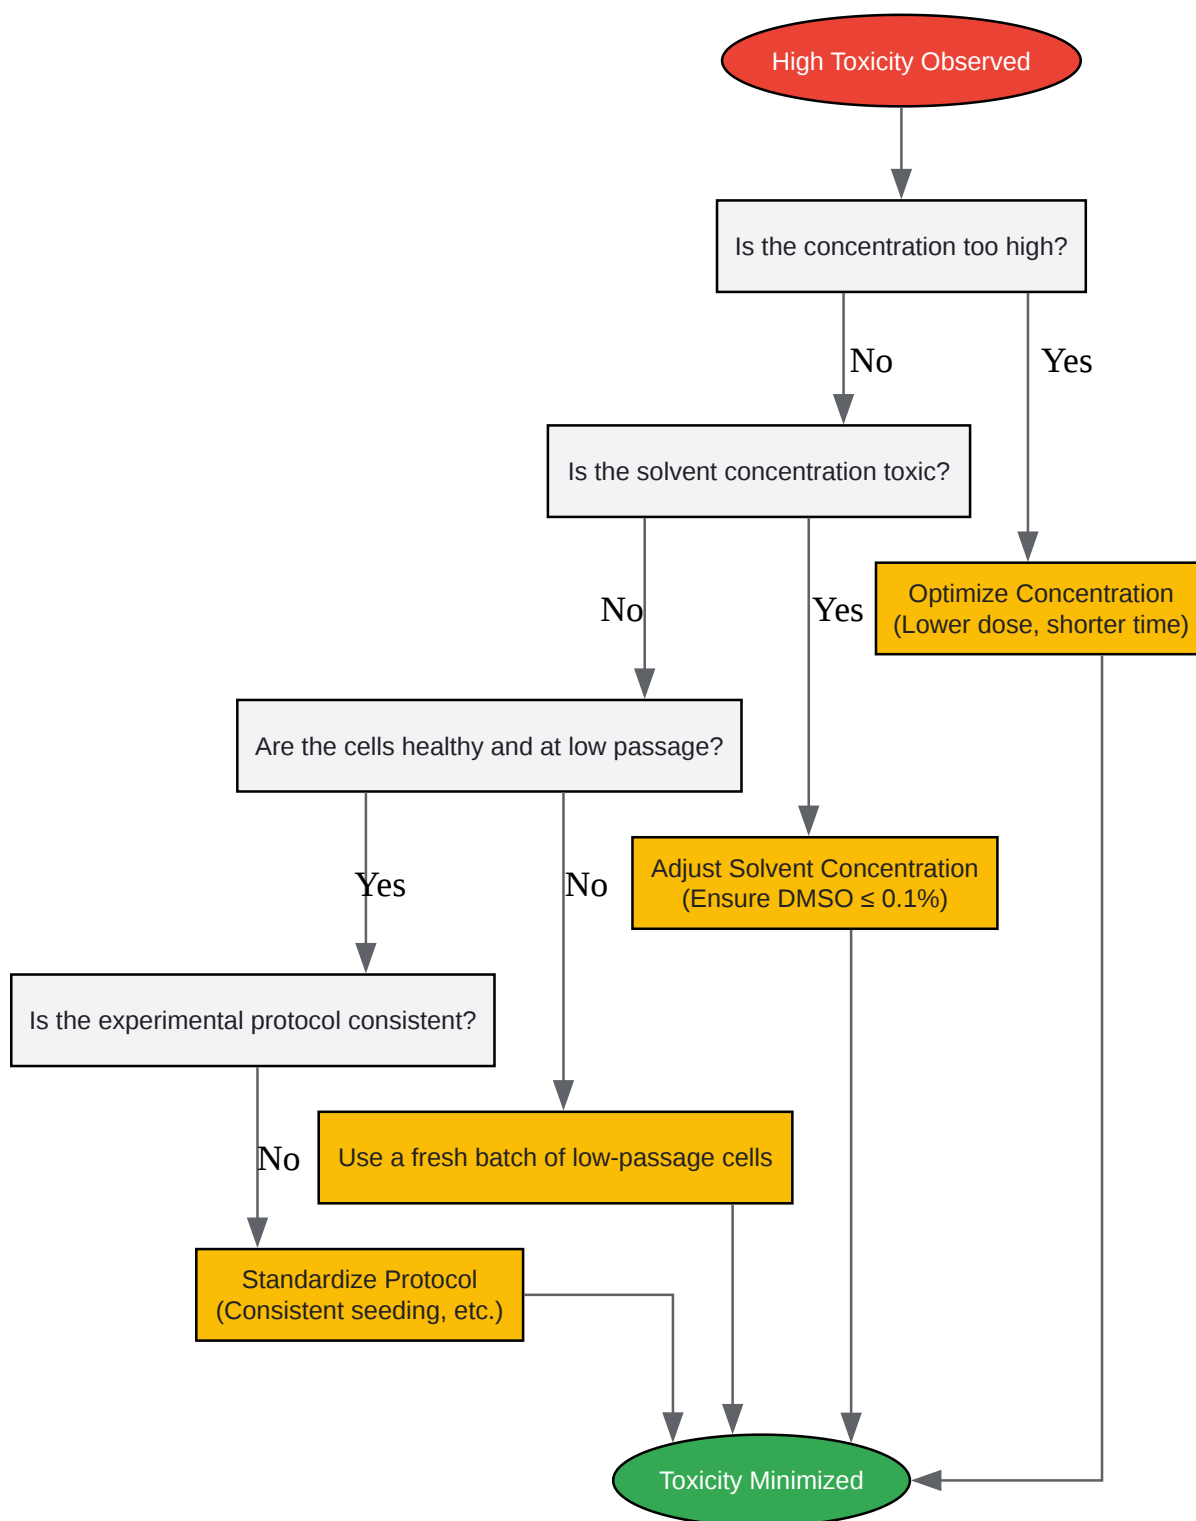 High Toxicity Observed
Is the concentration too high?
No
Yes
Is the solvent concentration toxic?
No
Yes
Optimize Concentration
(Lower dose, shorter time)
Are the cells healthy and at low passage?
Yes
No
Adjust Solvent Concentration
(Ensure DMSO ≤ 0.1%)
Is the experimental protocol consistent?
No
Use a fresh batch of low-passage cells
Standardize Protocol
(Consistent seeding, etc.)
Toxicity Minimized